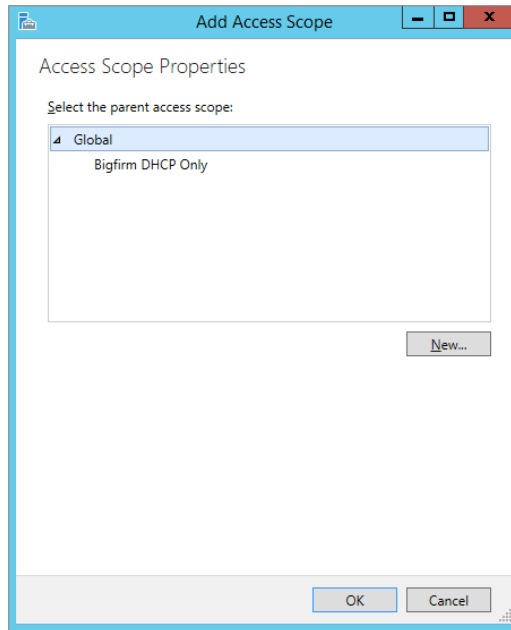 Add Access Scope
Access Scope Properties
Select the parent access scope:
Global
Bigfirm DHCP Only
New...
OK
Cancel